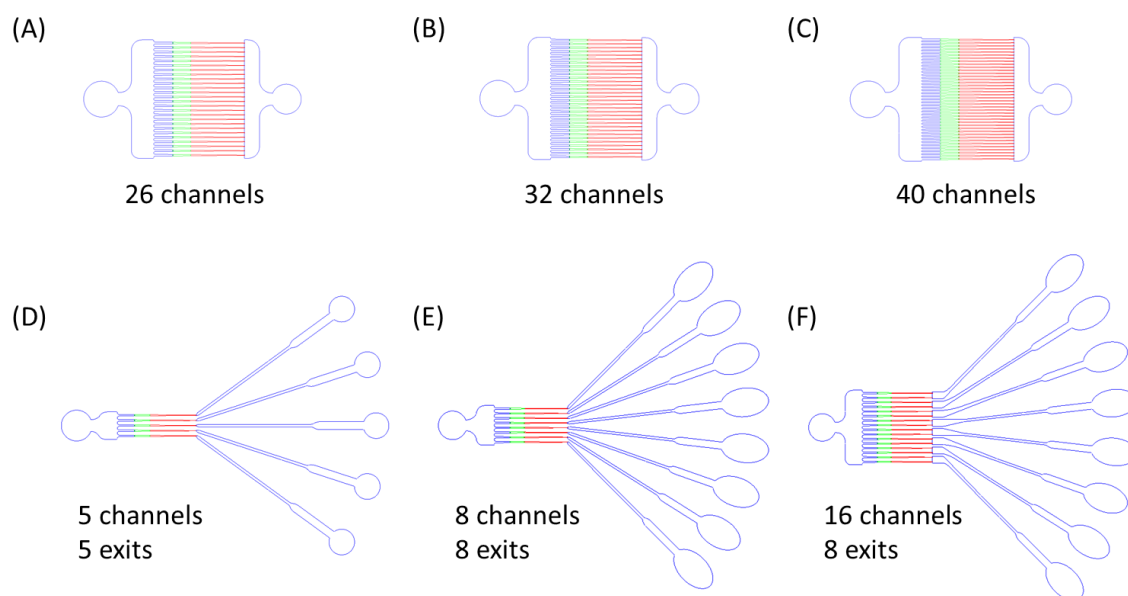 (A)
(B)
(C)
26 channels
32 channels
40 channels
(D)
(E)
(F)
5 channels
5 exits
8 channels
8 exits
16 channels
8 exits